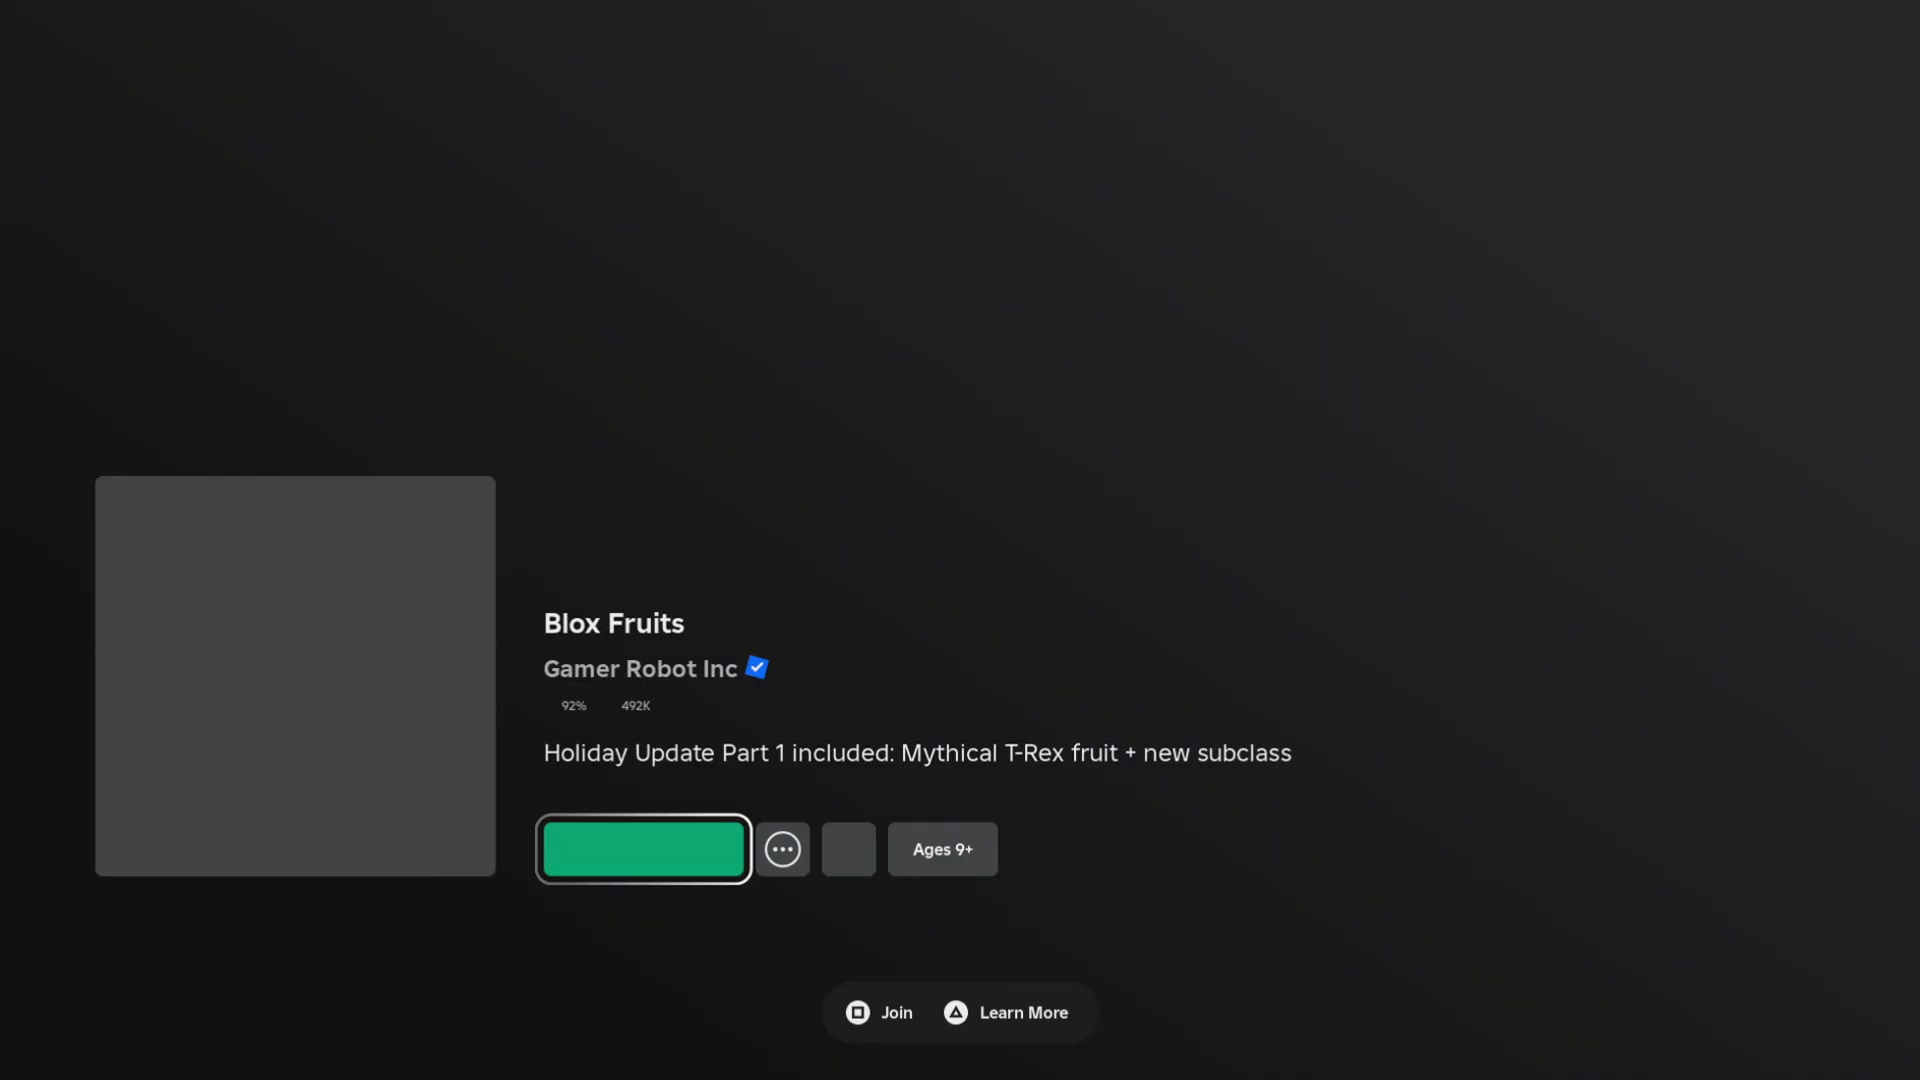 Blox Fruits
Gamer Robot Inc
92% 492K
Holiday Update Part 1 included: Mythical T-Rex fruit + new subclass
Ages 9+
Join Learn More